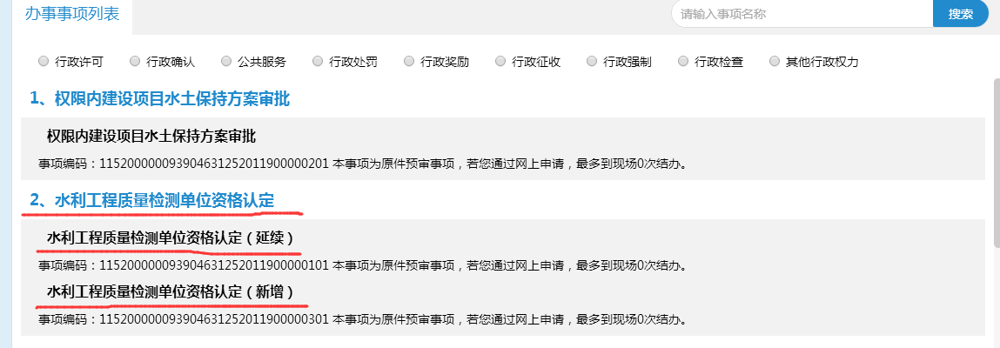 办事事项列表
请输入事项名称 搜索
行政许可 行政确认 公共服务 行政处罚 行政奖励 行政征收 行政强制 行政检查 其他行政权力
1、权限内建设项目水土保持方案审批
权限内建设项目水土保持方案审批
事项编码：11520000009390463125201190000201 本事项为原件预审事项，若您通过网上申请，最多到现场0次结办。
2、水利工程质量检测单位资格认定
水利工程质量检测单位资格认定（延续）
事项编码：11520000009390463125201190000101 本事项为原件预审事项，若您通过网上申请，最多到现场0次结办。
水利工程质量检测单位资格认定（新增）
事项编码：11520000009390463125201190000301 本事项为原件预审事项，若您通过网上申请，最多到现场0次结办。